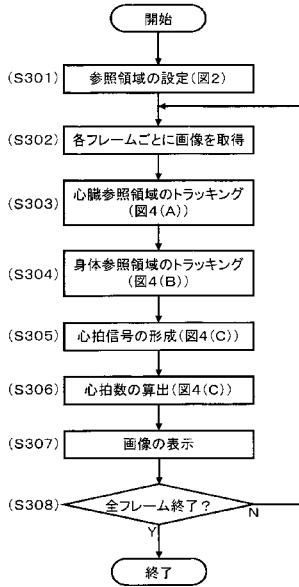 開始
(S301) 参照領域の設定(図2)
(S302) 各フレームごとに画像を取得
(S303) 心臓参照領域のトラッキング
(図4(A))
(S304) 身体参照領域のトラッキング
(図4(B))
(S305) 心拍信号の形成(図4(C))
(S306) 心拍数の算出(図4(C))
(S307) 画像の表示
(S308) 全フレーム終了? N
Y
終了